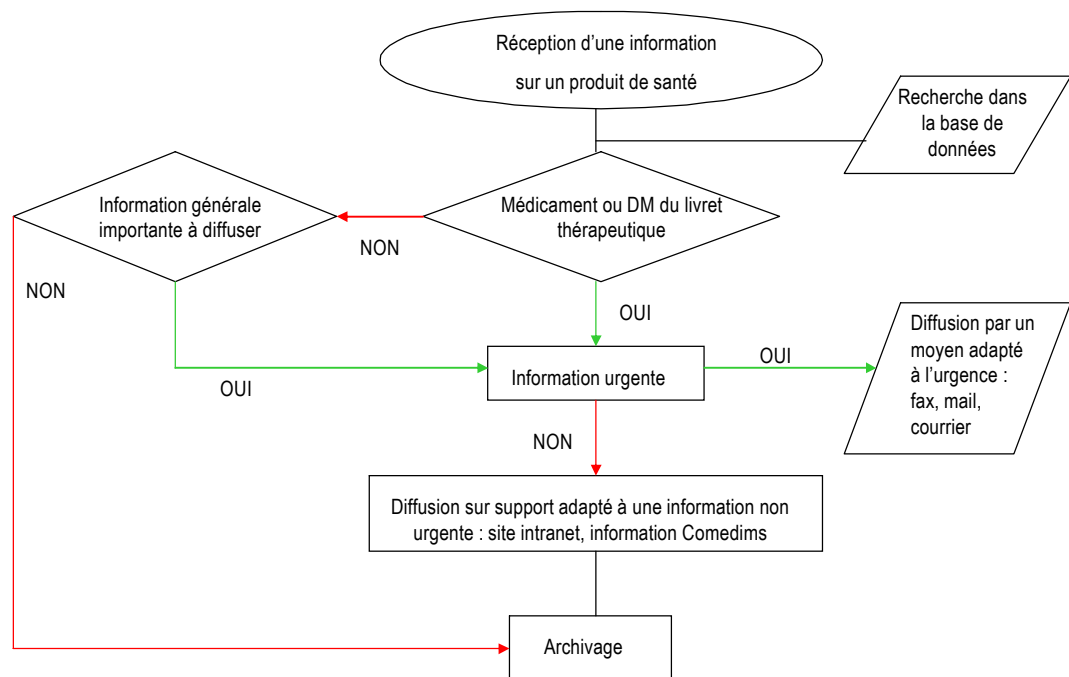 Réception d’une information
sur un produit de santé
Recherche dans
la base de
données
Information générale
importante à diffuser
Médicament ou DM du livret
thérapeutique
NON
NON
OUI
Diffusion par un
moyen adapté
à l’urgence :
fax, mail,
courrier
OUI
Information urgente
OUI
NON
Diffusion sur support adapté à une information non
urgente : site intranet, information Comedims
Archivage